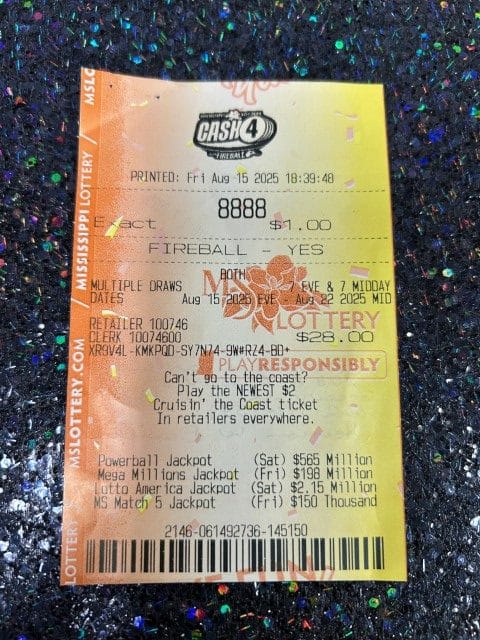 CASH 4
FIREBALL
PRINTED: Fri Aug 15 2025 18:39:48
8888
Exact $1.00
FIREBALL - YES
BOTH
MULTIPLE DRAWS 7 EVE & 7 MIDDAY
DATES Aug 15 2025 EVE - Aug 22 2025 MID
MS
LOTTERY
RETAILER 100746
CLERK 10074600 $28.00
XR9V4L-KMKPQD-SY7N74-9W#RZ4-BD+
PLAY RESPONSIBLY
Can't go to the coast?
Play the NEWEST $2
Cruisin' the Coast ticket
In retailers everywhere.
Powerball Jackpot (Sat) $565 Million
Mega Millions Jackpot (Fri) $198 Million
Lotto America Jackpot (Sat) $2.15 Million
MS Match 5 Jackpot (Fri) $150 Thousand
2146-061492736-145150
LOTTERY / MSLOTTERY.COM / MISSISSIPPI LOTTERY / MSLO